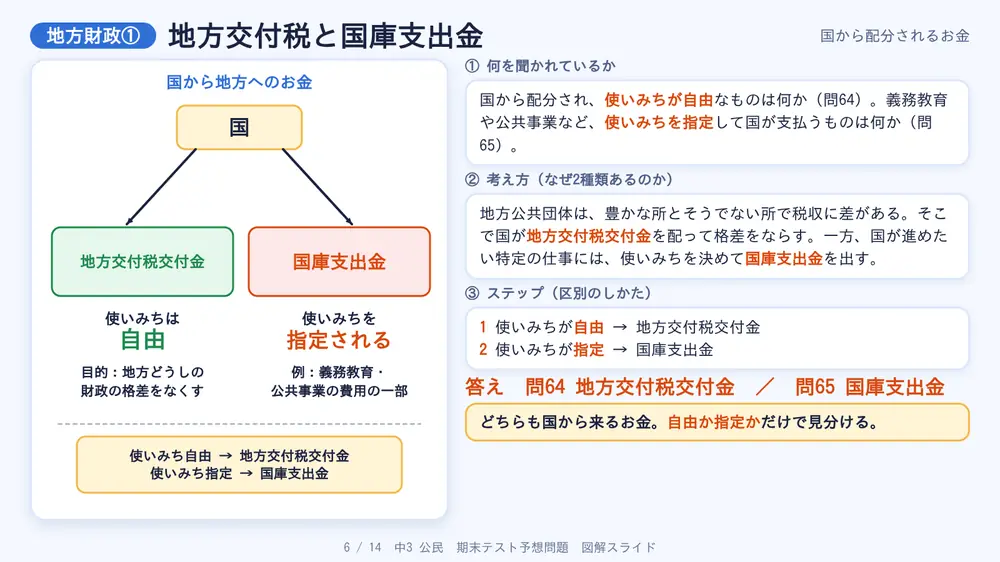 地方財政①
地方交付税と国庫支出金
国から配分されるお金
国から地方へのお金
国
地方交付税交付金
国庫支出金
使いみちは
自由
使いみちを
指定される
目的：地方どうしの
財政の格差をなくす
例：義務教育・
公共事業の費用の一部
使いみち自由 → 地方交付税交付金
使いみち指定 → 国庫支出金
① 何を聞かれているか
国から配分され、使いみちが自由なものは何か（問64）。義務教育
や公共事業など、使いみちを指定して国が支払うものは何か（問
65）。
② 考え方（なぜ2種類あるのか）
地方公共団体は、豊かな所とそうでない所で税収に差がある。そこ
で国が地方交付税交付金を配って格差をならす。一方、国が進めた
い特定の仕事には、使いみちを決めて国庫支出金を出す。
③ ステップ（区別のしかた）
1 使いみちが自由 → 地方交付税交付金
2 使いみちが指定 → 国庫支出金
答え　問64 地方交付税交付金　／　問65 国庫支出金
どちらも国から来るお金。自由か指定かだけで見分ける。
6 / 14　中3 公民　期末テスト予想問題　図解スライド